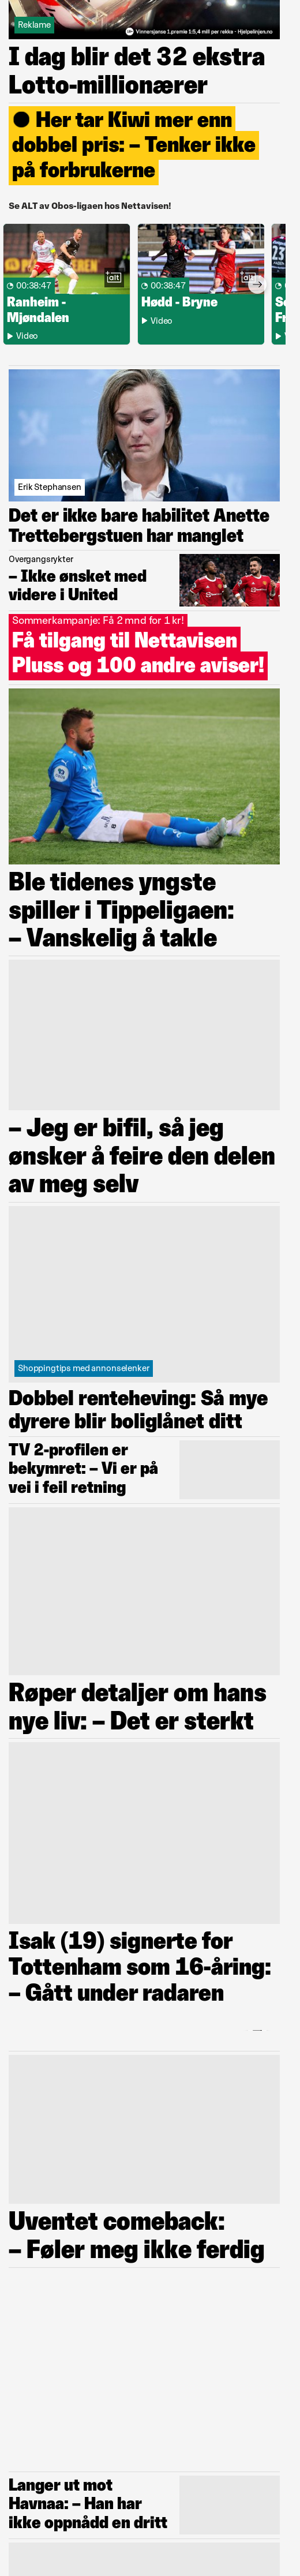 Reklame
Vinnersjanse 1.premie 1:5,4 mill per rekke - Hjelpelinjen.no
I dag blir det 32 ekstra
Lotto-millionærer
Her tar Kiwi mer enn
dobbel pris: – Tenker ikke
på forbrukerne
Se ALT av Obos-ligaen hos Nettavisen!
00:38:47
alt
Ranheim -
Mjøndalen
Video
00:38:47
Hødd - Bryne
Video
Erik Stephansen
Det er ikke bare habilitet Anette
Trettebergstuen har manglet
Overgangsrykter
– Ikke ønsket med
videre i United
Sommerkampanje: Få 2 mnd for 1 kr!
Få tilgang til Nettavisen
Pluss og 100 andre aviser!
Ble tidenes yngste
spiller i Tippeligaen:
– Vanskelig å takle
– Jeg er bifil, så jeg
ønsker å feire den delen
av meg selv
Shoppingtips med annonselenker
Dobbel renteheving: Så mye
dyrere blir boliglånet ditt
TV 2-profilen er
bekymret: – Vi er på
vei i feil retning
Røper detaljer om hans
nye liv: – Det er sterkt
Isak (19) signerte for
Tottenham som 16-åring:
– Gått under radaren
Uventet comeback:
– Føler meg ikke ferdig
Langer ut mot
Havnaa: – Han har
ikke oppnådd en dritt